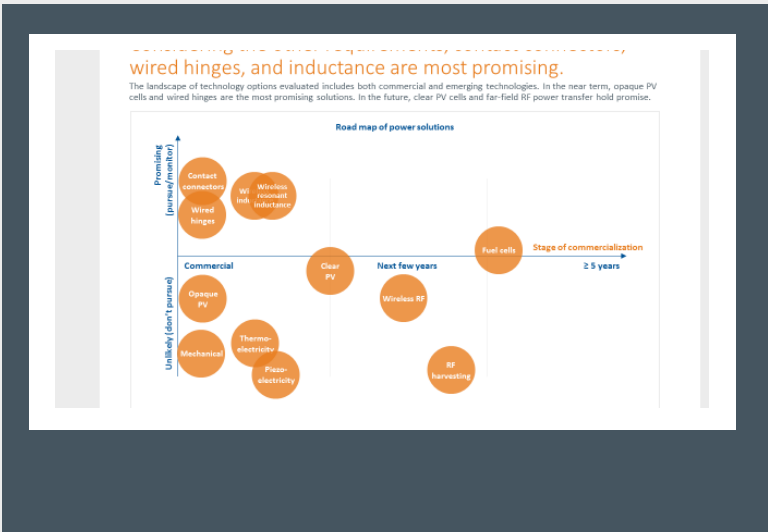 wired hinges, and inductance are most promising.
The landscape of technology options evaluated includes both commercial and emerging technologies. In the near term, opaque PV
cells and wired hinges are the most promising solutions. In the future, clear PV cells and far-field RF power transfer hold promise.
Road map of power solutions
Promising
(pursue/monitor)
Contact
connectors
Wired
hinges
Wireless
resonant
inductance
Fuel cells
Stage of commercialization
Commercial
Clear
PV
Next few years
≥ 5 years
Unlikely (don't pursue)
Opaque
PV
Wireless RF
Mechanical
Thermo-
electricity
Piezo-
electricity
RF
harvesting